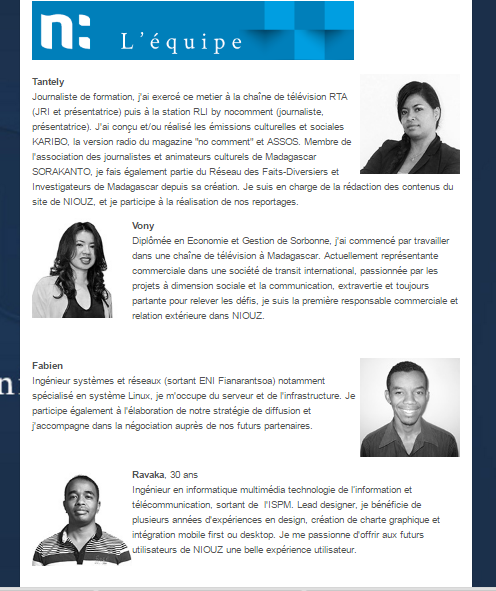 n:
L'équipe
Tantely
Journaliste de formation, j'ai exercé ce metier à la chaîne de télévision RTA
(JRI et présentatrice) puis à la station RLI by nocomment (journaliste,
présentatrice). J'ai conçu et/ou réalisé les émissions culturelles et sociales
KARIBO, la version radio du magazine "no comment" et ASSOS. Membre de
l'association des journalistes et animateurs culturels de Madagascar
SORAKANTO, je fais également partie du Réseau des Faits-Diversiers et
Investigateurs de Madagascar depuis sa création. Je suis en charge de la rédaction des contenus du
site de NIOUZ, et je participe à la réalisation de nos reportages.
Vony
Diplômée en Economie et Gestion de Sorbonne, j'ai commencé par travailler
dans une chaîne de télévision à Madagascar. Actuellement représentante
commerciale dans une société de transit international, passionnée par les
projets à dimension sociale et la communication, extravertie et toujours
partante pour relever les défis, je suis la première responsable commerciale et
relation extérieure dans NIOUZ.
Fabien
Ingénieur systèmes et réseaux (sortant ENI Fianarantsoa) notamment
spécialisé en système Linux, je m'occupe du serveur et de l'infrastructure. Je
participe également à l'élaboration de notre stratégie de diffusion et
j'accompagne dans la négociation auprès de nos futurs partenaires.
Ravaka, 30 ans
Ingénieur en informatique multimédia technologie de l'information et
télécommunication, sortant de l'ISPM. Lead designer, je bénéficie de
plusieurs années d'expériences en design, création de charte graphique et
intégration mobile first ou desktop. Je me passionne d'offrir aux futurs
utilisateurs de NIOUZ une belle expérience utilisateur.